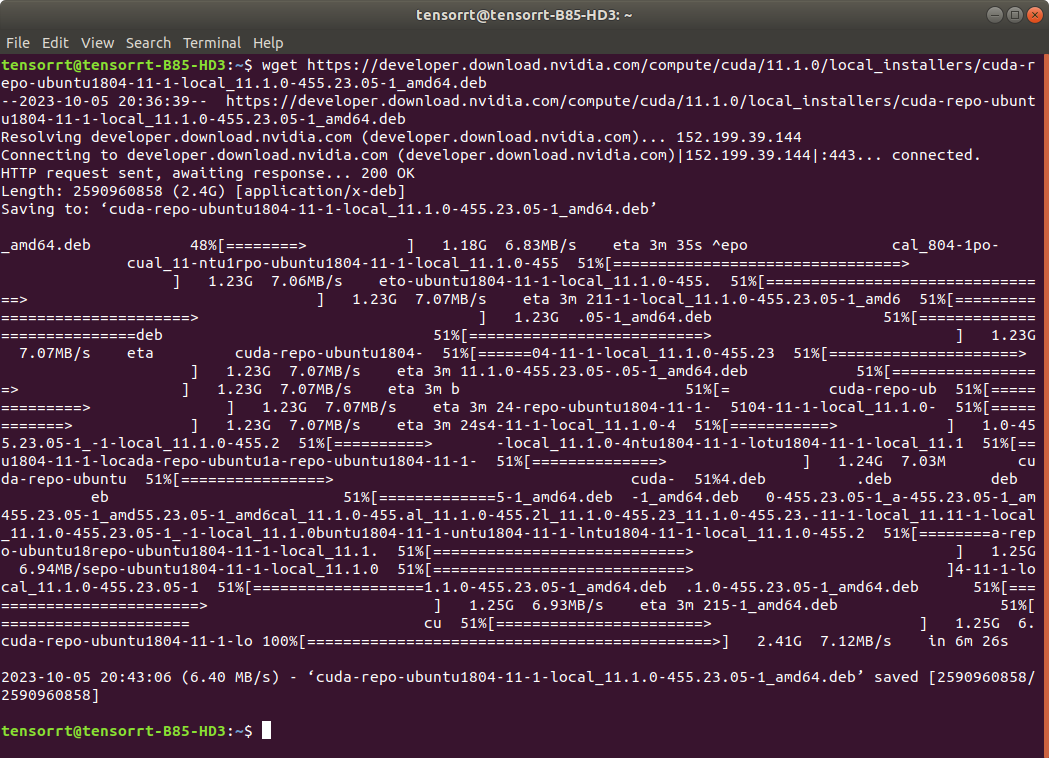 tensorrt@tensorrt-B85-HD3: ~
File Edit View Search Terminal Help
tensorrt@tensorrt-B85-HD3:~$ wget https://developer.download.nvidia.com/compute/cuda/11.1.0/local_installers/cuda-r
epo-ubuntu1804-11-1-local_11.1.0-455.23.05-1_amd64.deb
--2023-10-05 20:36:39-- https://developer.download.nvidia.com/compute/cuda/11.1.0/local_installers/cuda-repo-ubunt
u1804-11-1-local_11.1.0-455.23.05-1_amd64.deb
Resolving developer.download.nvidia.com (developer.download.nvidia.com)... 152.199.39.144
Connecting to developer.download.nvidia.com (developer.download.nvidia.com)|152.199.39.144|:443... connected.
HTTP request sent, awaiting response... 200 OK
Length: 2590960858 (2.4G) [application/x-deb]
Saving to: ‘cuda-repo-ubuntu1804-11-1-local_11.1.0-455.23.05-1_amd64.deb’
_amd64.deb 48%[========> ] 1.18G 6.83MB/s eta 3m 35s ^epo cal_804-1po-
cual_11-ntu1rpo-ubuntu1804-11-1-local_11.1.0-455 51%[================================>
] 1.23G 7.06MB/s eto-ubuntu1804-11-1-local_11.1.0-455. 51%[==============================
==> ] 1.23G 7.07MB/s eta 3m 211-1-local_11.1.0-455.23.05-1_amd6 51%[=========
=====================> ] 1.23G .05-1_amd64.deb 51%[=============
===============deb 51%[==========================> ] 1.23G
7.07MB/s eta cuda-repo-ubuntu1804- 51%[======04-11-1-local_11.1.0-455.23 51%[=====================>
] 1.23G 7.07MB/s eta 3m 11.1.0-455.23.05-.05-1_amd64.deb 51%[================
=> ] 1.23G 7.07MB/s eta 3m b 51%[= cuda-repo-ub 51%[=====
=========> ] 1.23G 7.07MB/s eta 3m 24-repo-ubuntu1804-11-1- 5104-11-1-local_11.1.0- 51%[=====
=======> ] 1.23G 7.07MB/s eta 3m 24s4-11-1-local_11.1.0-4 51%[===========> ] 1.0-45
5.23.05-1_-1-local_11.1.0-455.2 51%[==========> -local_11.1.0-4ntu1804-11-1-lotu1804-11-1-local_11.1 51%[==
u1804-11-1-locada-repo-ubuntu1a-repo-ubuntu1804-11-1- 51%[==============> ] 1.24G 7.03M cu
da-repo-ubuntu 51%[================> cuda- 51%4.deb .deb deb
eb 51%[=============5-1_amd64.deb -1_amd64.deb 0-455.23.05-1_a-455.23.05-1_am
455.23.05-1_amd55.23.05-1_amd6cal_11.1.0-455.al_11.1.0-455.2l_11.1.0-455.23_11.1.0-455.23.-11-1-local_11.11-1-local
_11.1.0-455.23.05-1_-1-local_11.1.0buntu1804-11-1-untu1804-11-1-lntu1804-11-1-local_11.1.0-455.2 51%[========a-rep
o-ubuntu18repo-ubuntu1804-11-1-local_11.1. 51%[============================> ] 1.25G
6.94MB/sepo-ubuntu1804-11-1-local_11.1.0 51%[============================> ]4-11-1-lo
cal_11.1.0-455.23.05-1 51%[===================1.1.0-455.23.05-1_amd64.deb .1.0-455.23.05-1_amd64.deb 51%[===
======================> ] 1.25G 6.93MB/s eta 3m 215-1_amd64.deb 51%[
===================== cu 51%[=======================> ] 1.25G 6.
cuda-repo-ubuntu1804-11-1-lo 100%[=============================================>] 2.41G 7.12MB/s in 6m 26s
2023-10-05 20:43:06 (6.40 MB/s) - ‘cuda-repo-ubuntu1804-11-1-local_11.1.0-455.23.05-1_amd64.deb’ saved [2590960858/
2590960858]
tensorrt@tensorrt-B85-HD3:~$